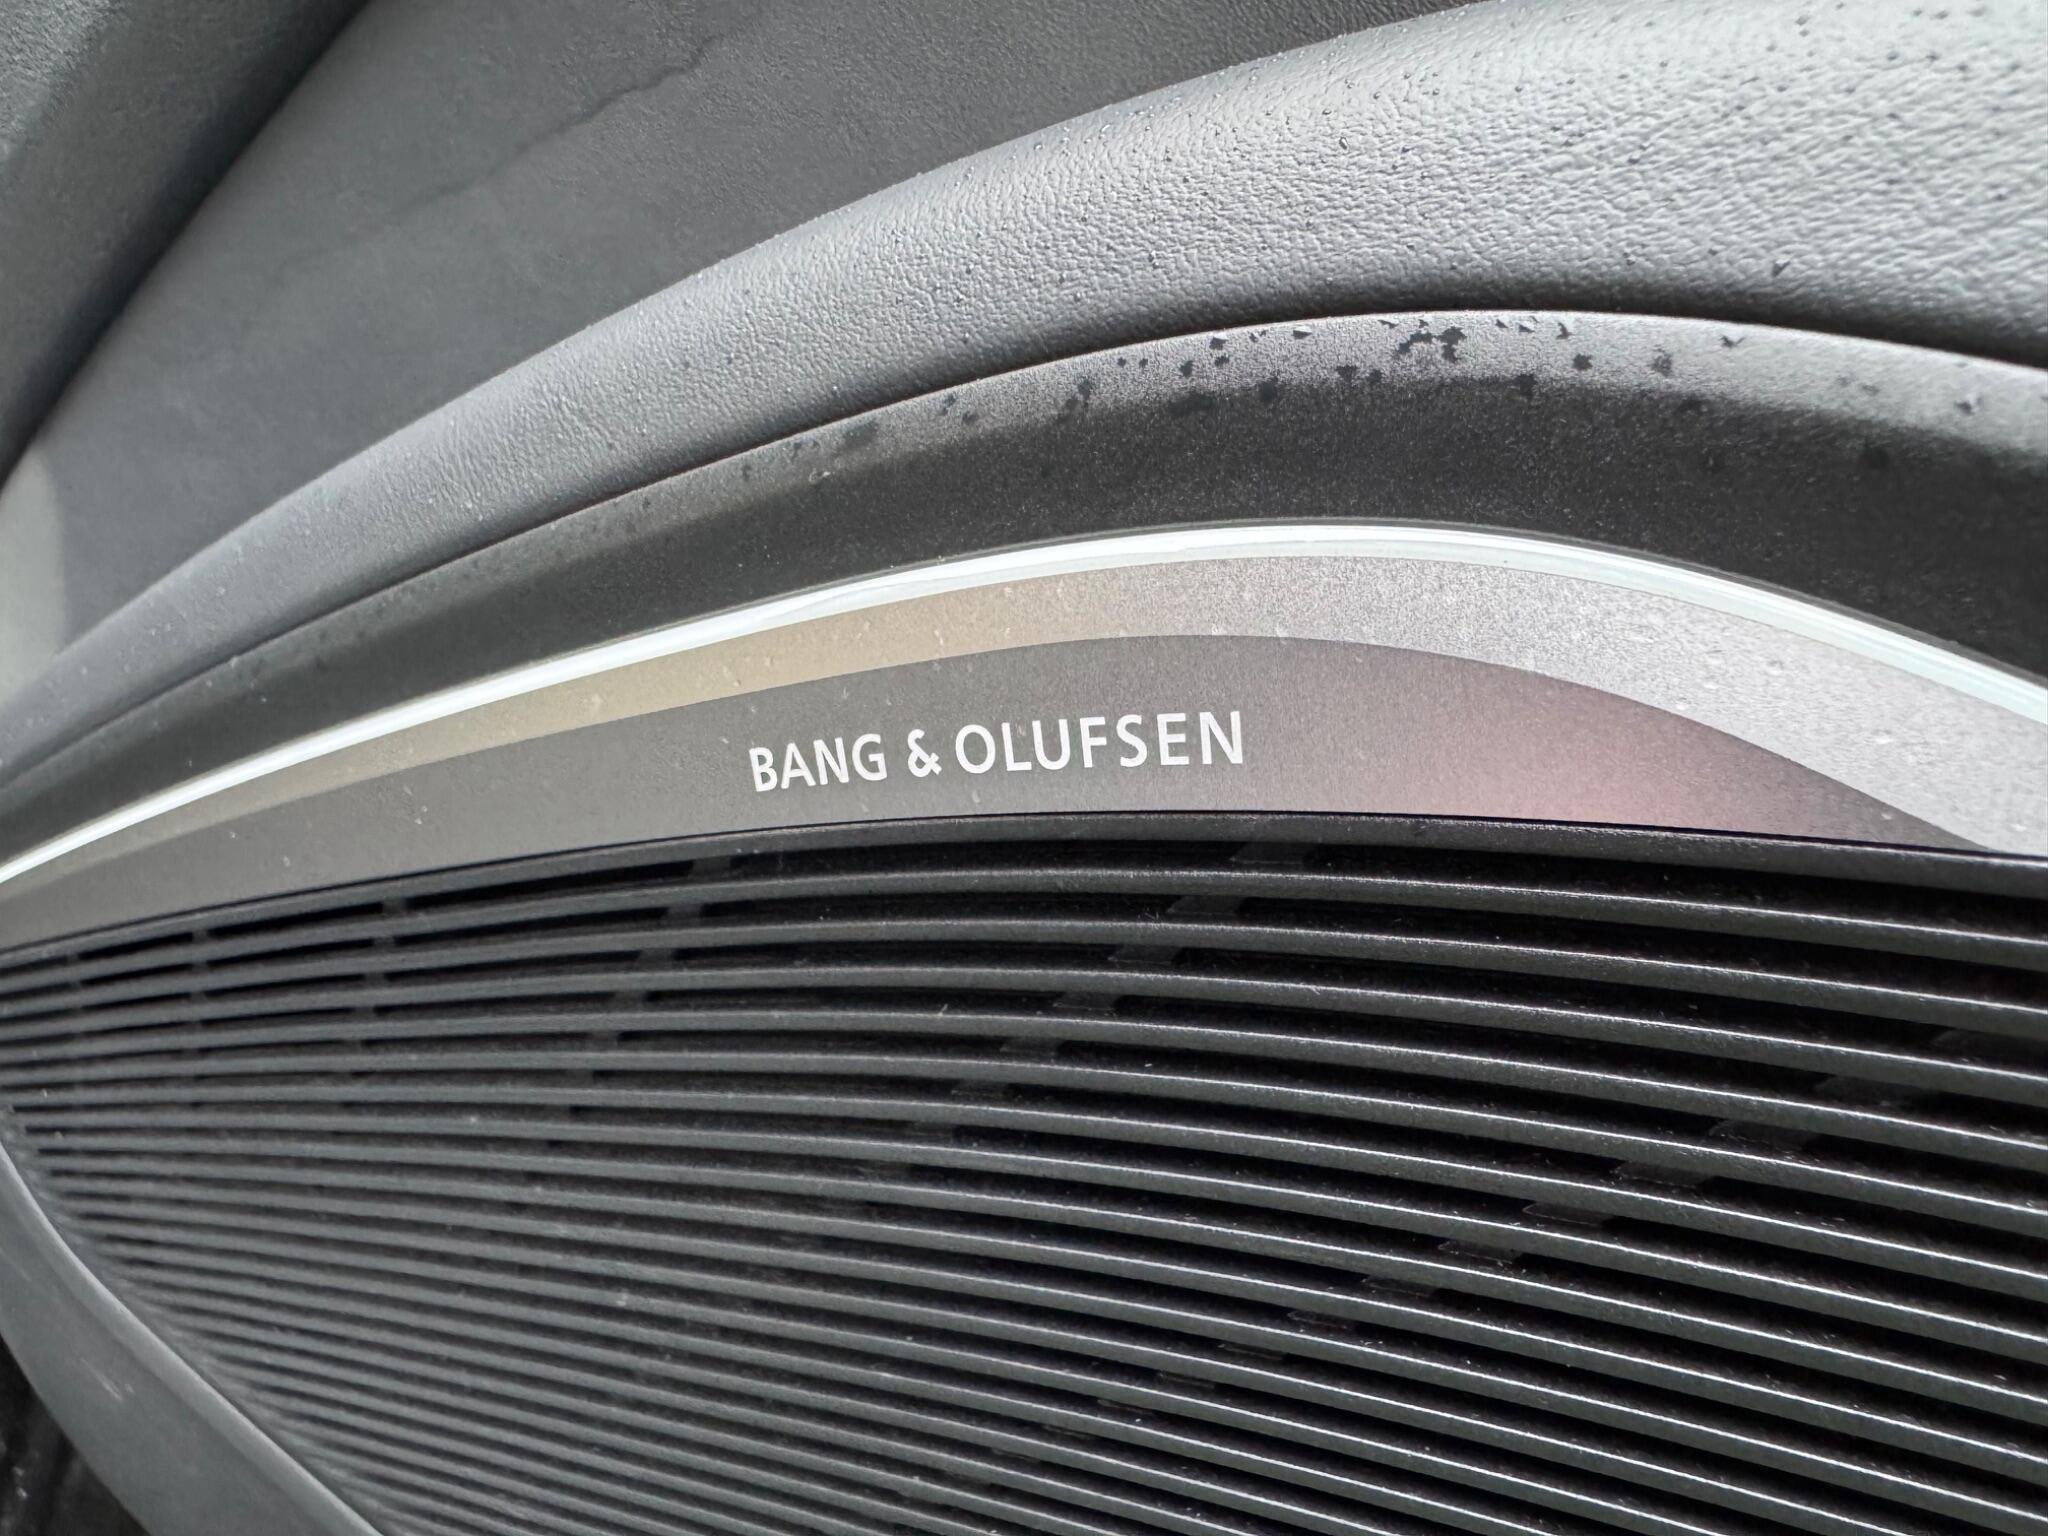 BANG & OLUFSEN